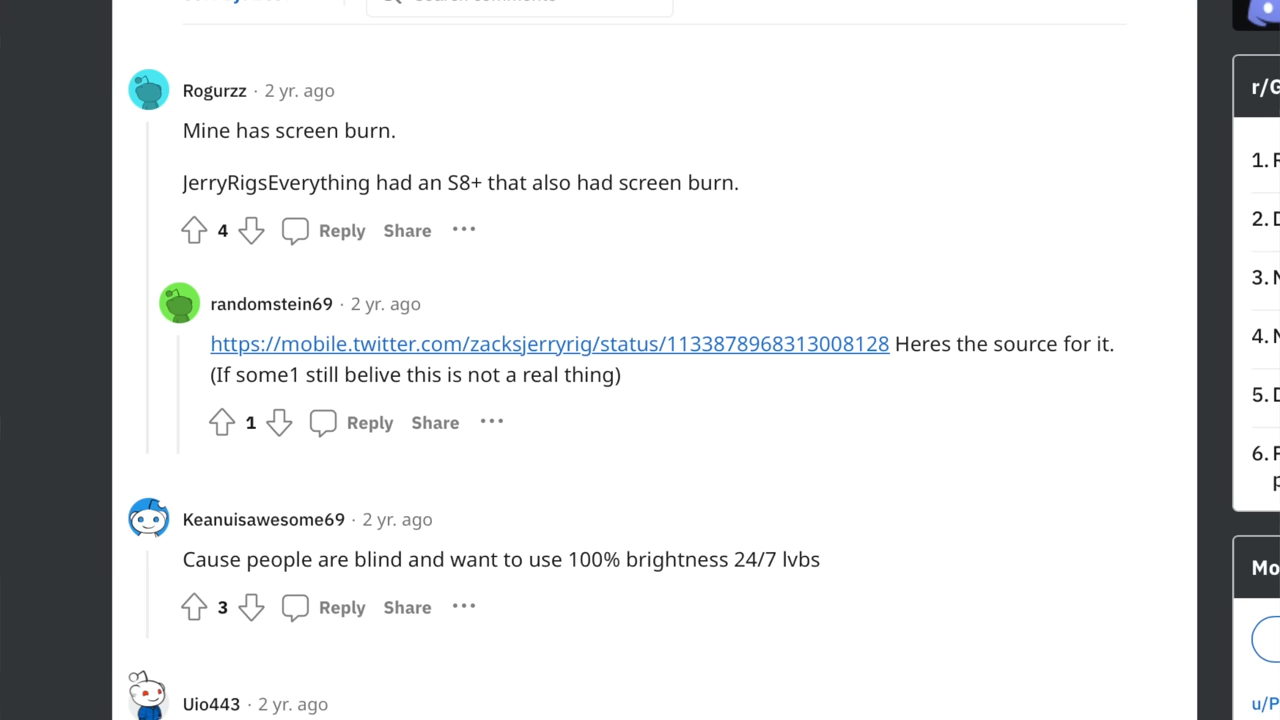 Rogurzz · 2 yr. ago
Mine has screen burn.
JerryRigsEverything had an S8+ that also had screen burn.
4 Reply Share ···
randomstein69 · 2 yr. ago
https://mobile.twitter.com/zacksjerryrig/status/1133878968313008128 Heres the source for it.
(If some1 still belive this is not a real thing)
1 Reply Share ···
Keanuisawesome69 · 2 yr. ago
Cause people are blind and want to use 100% brightness 24/7 lvbs
3 Reply Share ···
Uio443 · 2 yr. ago
r/G
1.
2.
3.
4.
5.
6.
Mo
u/P